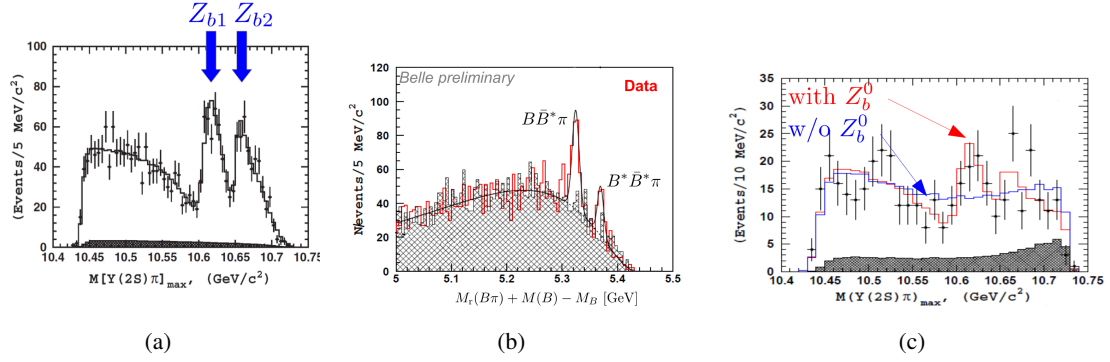 Z_{b1} Z_{b2}
(Events/5 MeV/c²)
100
80
60
40
20
0
10.4 10.45 10.5 10.55 10.6 10.65 10.7 10.75
M[Υ(2S)π]_max, (GeV/c²)
(a)
Nevents/5 MeV/c²
120
100
80
60
40
20
0
Belle preliminary
Data
BB̄*π
B*B̄*π
5 5.1 5.2 5.3 5.4 5.5
M_r(Bπ) + M(B) − M_B [GeV]
(b)
(Events/10 MeV/c²)
35
30
25
20
15
10
5
0
with Z_b^0
w/o Z_b^0
10.4 10.45 10.5 10.55 10.6 10.65 10.7 10.75
M(Υ(2S)π)_max, (GeV/c²)
(c)